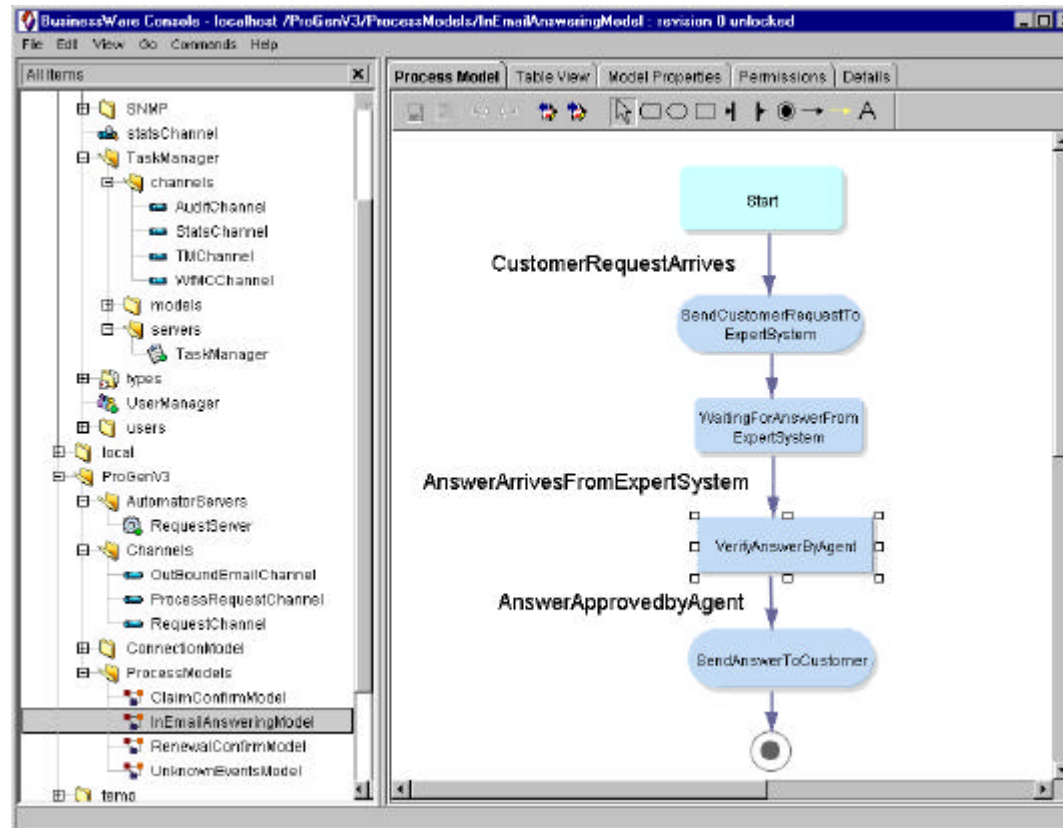 BusinessWare Console - localhost /ProGenV3/ProcessModels/InEmailAnsweringModel : revision 0 unlocked
File Edit View Go Commands Help
All Items
SNMP
statsChannel
TaskManager
channels
AuditChannel
StatsChannel
TMChannel
WfMCChannel
models
servers
TaskManager
types
UserManager
users
local
ProGenV3
AutomatorServers
RequestServer
Channels
OutBoundEmailChannel
ProcessRequestChannel
RequestChannel
ConnectionModel
ProcessModels
ClaimConfirmModel
InEmailAnsweringModel
RenewalConfirmModel
UnknownEventsModel
temp
Process Model Table View Model Properties Permissions Details
A
Start
CustomerRequestArrives
SendCustomerRequestTo
ExpertSystem
WaitingForAnswerFrom
ExpertSystem
AnswerArrivesFromExpertSystem
VerifyAnswerByAgent
AnswerApprovedbyAgent
SendAnswerToCustomer